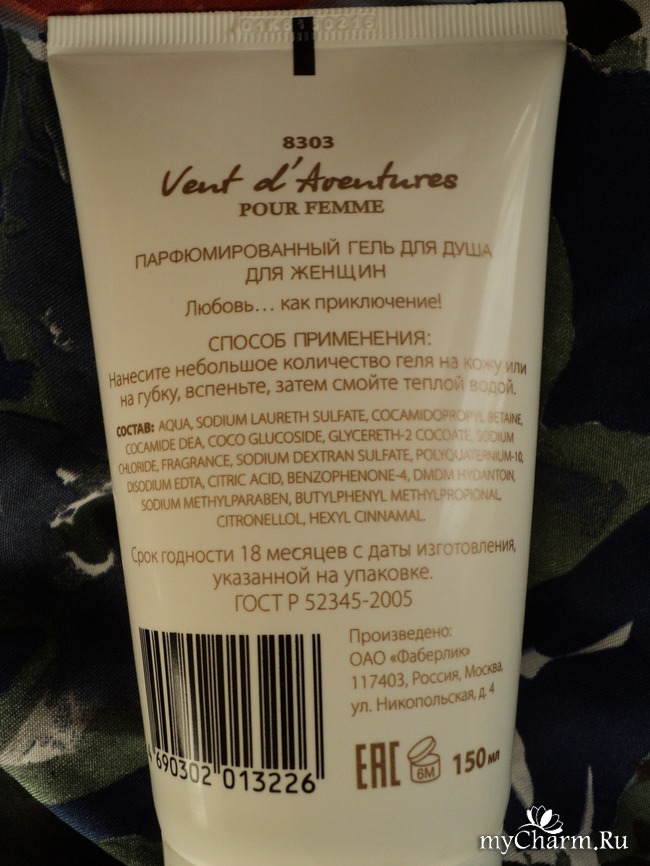 01K0130215
8303
Vent d'Aventures
POUR FEMME
ПАРФЮМИРОВАННЫЙ ГЕЛЬ ДЛЯ ДУША
ДЛЯ ЖЕНЩИН
Любовь... как приключение!
СПОСОБ ПРИМЕНЕНИЯ:
Нанесите небольшое количество геля на кожу или
на губку, вспеньте, затем смойте теплой водой.
СОСТАВ: AQUA, SODIUM LAURETH SULFATE, COCAMIDOPROPYL BETAINE,
COCAMIDE DEA, COCO GLUCOSIDE, GLYCERETH-2 COCOATE, SODIUM
CHLORIDE, FRAGRANCE, SODIUM DEXTRAN SULFATE, POLYQUATERNIUM-10,
DISODIUM EDTA, CITRIC ACID, BENZOPHENONE-4, DMDM HYDANTOIN,
SODIUM METHYLPARABEN, BUTYLPHENYL METHYLPROPIONAL,
CITRONELLOL, HEXYL CINNAMAL.
Срок годности 18 месяцев с даты изготовления,
указанной на упаковке.
ГОСТ Р 52345-2005
Произведено:
ОАО «Фаберлик»
117403, Россия, Москва,
ул. Никопольская, д. 4
4 690302 013226
EAC 6M 150 мл
myCharm.Ru